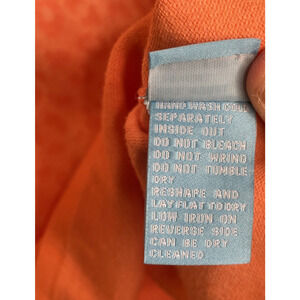 HAND WASH COLD
SEPARATELY
INSIDE OUT
DO NOT BLEACH
DO NOT WRING
DO NOT TUMBLE
DRY
RESHAPE AND
LAY FLAT TO DRY
LOW IRON ON
REVERSE SIDE
CAN BE DRY
CLEANED